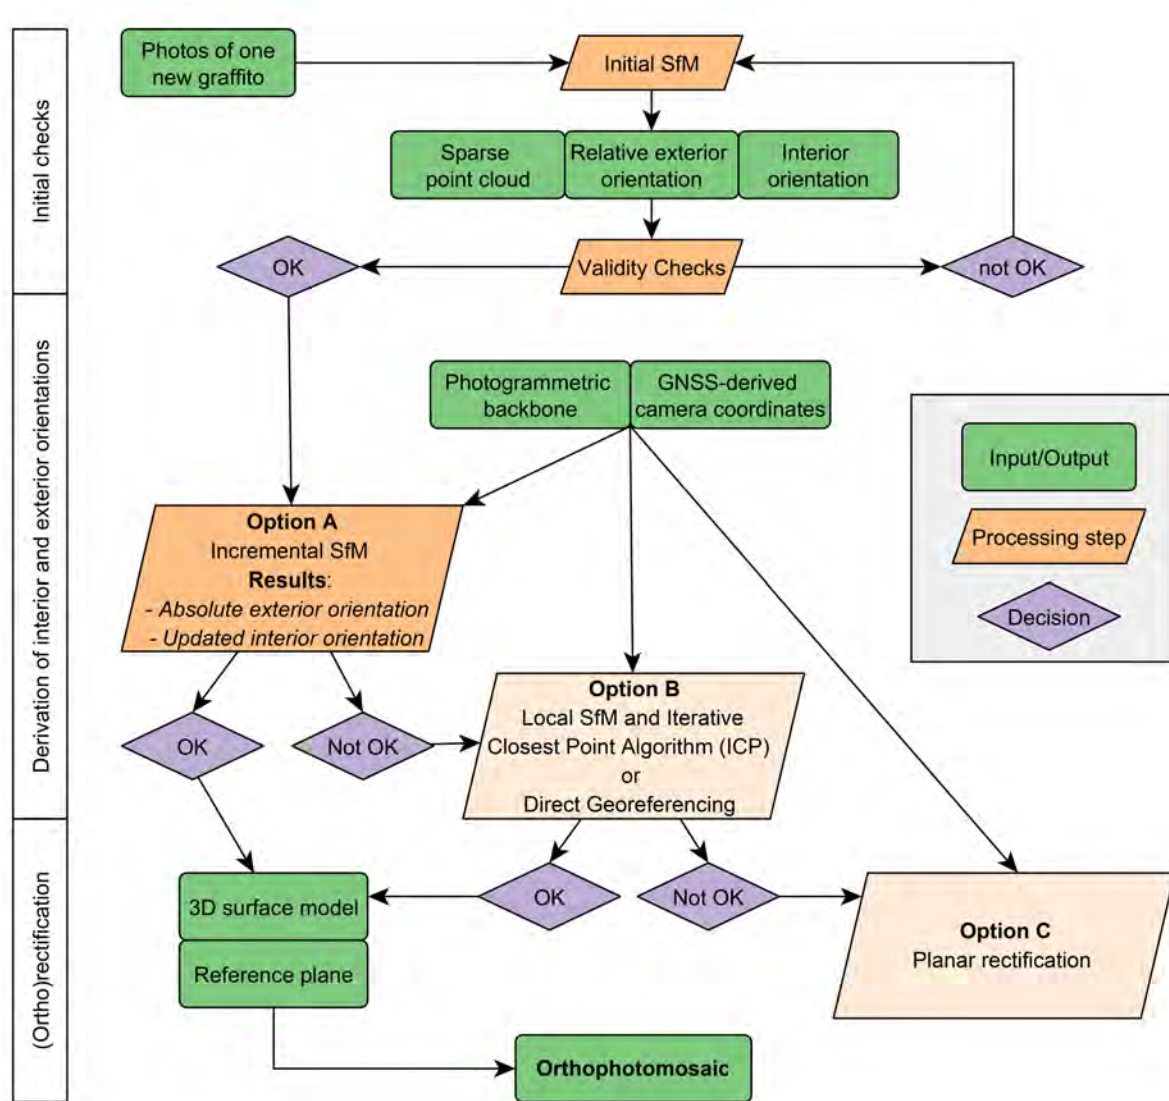 Initial checks
Photos of one
new graffito
Initial SfM
Sparse
point cloud
Relative exterior
orientation
Interior
orientation
OK
Validity Checks
not OK
Derivation of interior and exterior orientations
Photogrammetric
backbone
GNSS-derived
camera coordinates
Input/Output
Processing step
Decision
Option A
Incremental SfM
Results:
- Absolute exterior orientation
- Updated interior orientation
OK
Not OK
Option B
Local SfM and Iterative
Closest Point Algorithm (ICP)
or
Direct Georeferencing
(Ortho)rectification
OK
Not OK
3D surface model
Reference plane
Option C
Planar rectification
Orthophotomosaic